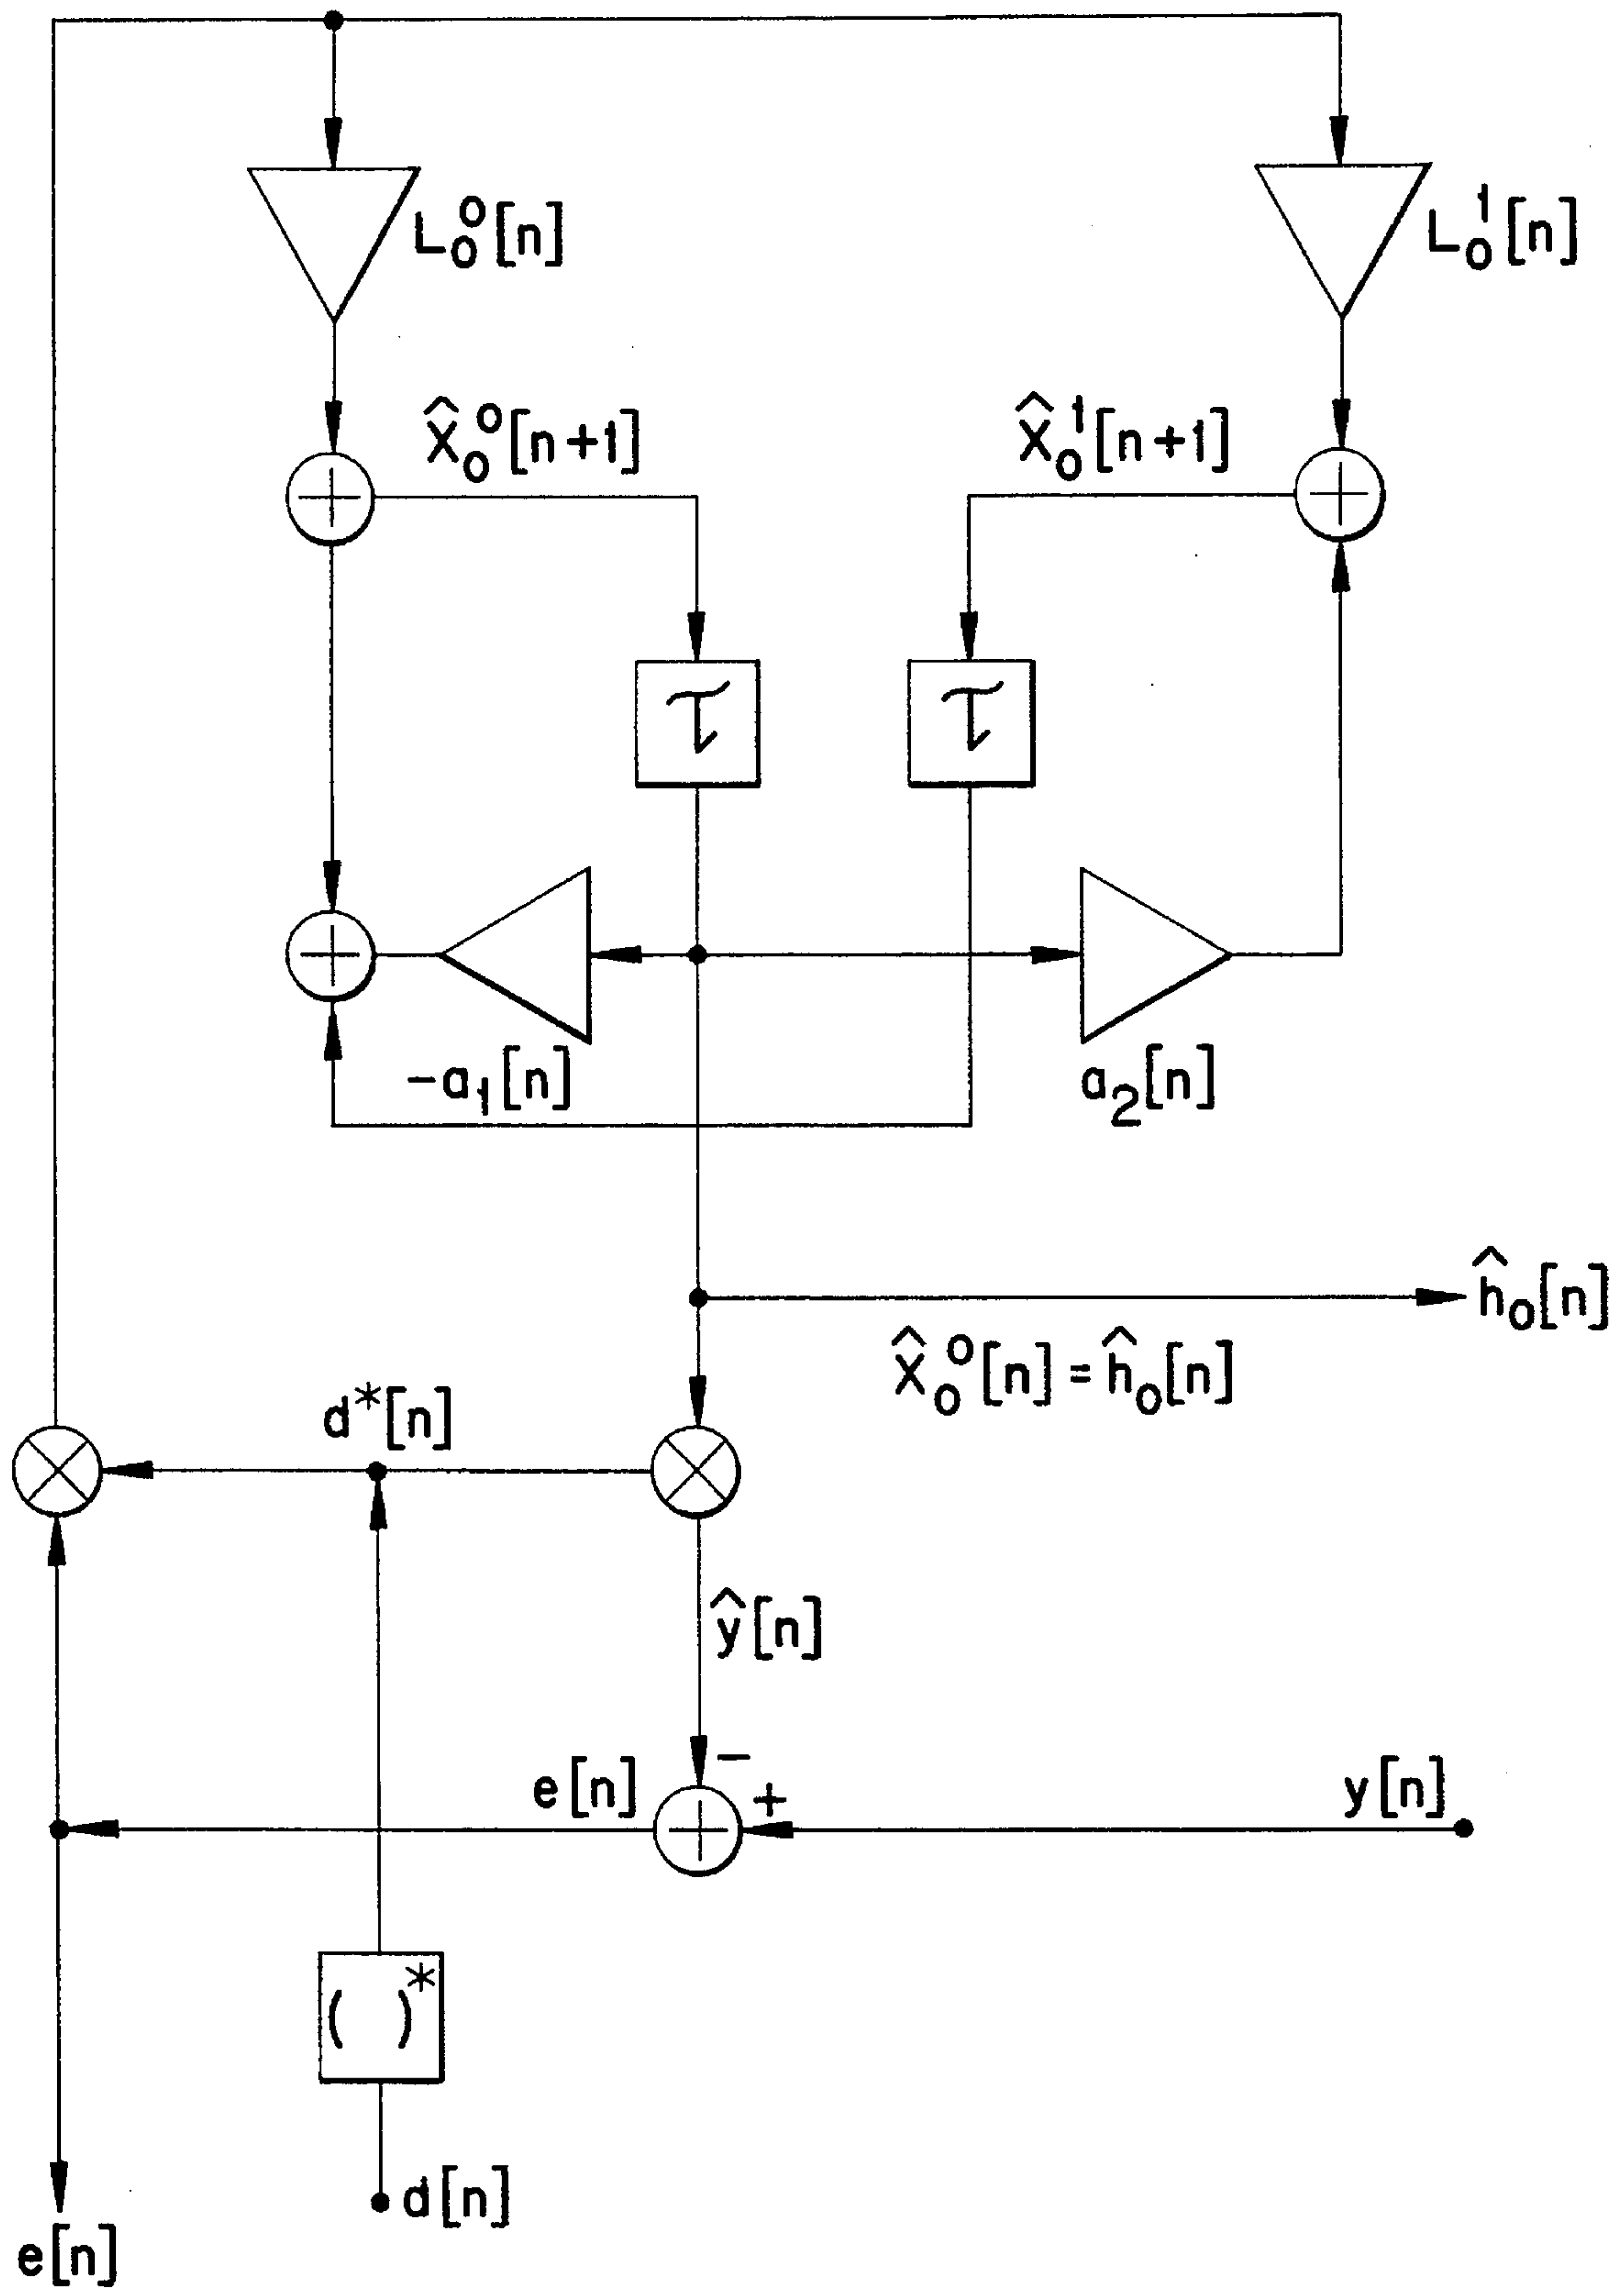 L₀⁰[n]
L₀¹[n]
X̂₀⁰[n+1]
X̂₀¹[n+1]
+
+
τ
τ
+
-a₁[n]
a₂[n]
ĥ₀[n]
X̂₀⁰[n] = ĥ₀[n]
d*[n]
ŷ[n]
−
e[n]
+
+
y[n]
( )*
d[n]
e[n]